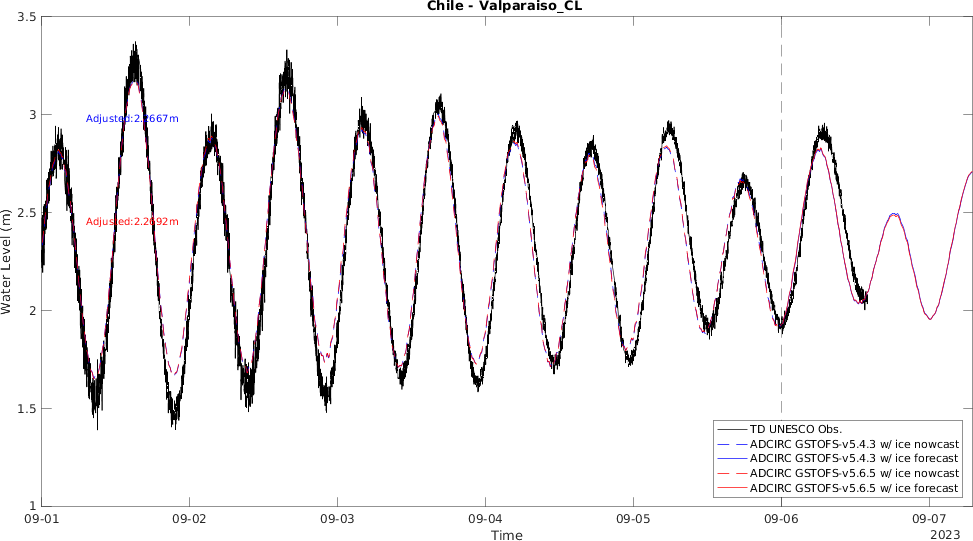 Chile - Valparaiso_CL
3.5
3
2.5
2
1.5
1
Water Level (m)
Adjusted:2.2667m
Adjusted:2.2692m
TD UNESCO Obs.
ADCIRC GSTOFS-v5.4.3 w/ ice nowcast
ADCIRC GSTOFS-v5.4.3 w/ ice forecast
ADCIRC GSTOFS-v5.6.5 w/ ice nowcast
ADCIRC GSTOFS-v5.6.5 w/ ice forecast
09-01 09-02 09-03 09-04 09-05 09-06 09-07
Time
2023